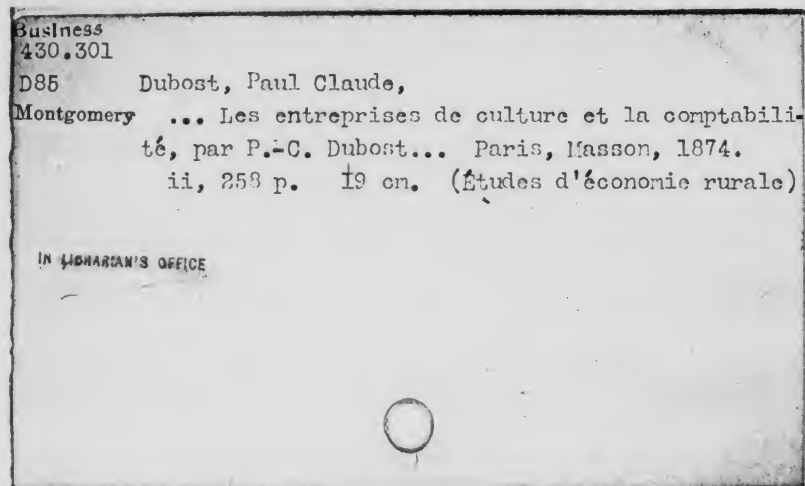 Business
430.301
D85 Dubost, Paul Claude,
Montgomery ... Les entreprises de culture et la comptabili-
té, par P.-C. Dubost... Paris, Masson, 1874.
ii, 258 p. 19 cm. (Études d'économie rurale)
IN LIBRARIAN'S OFFICE